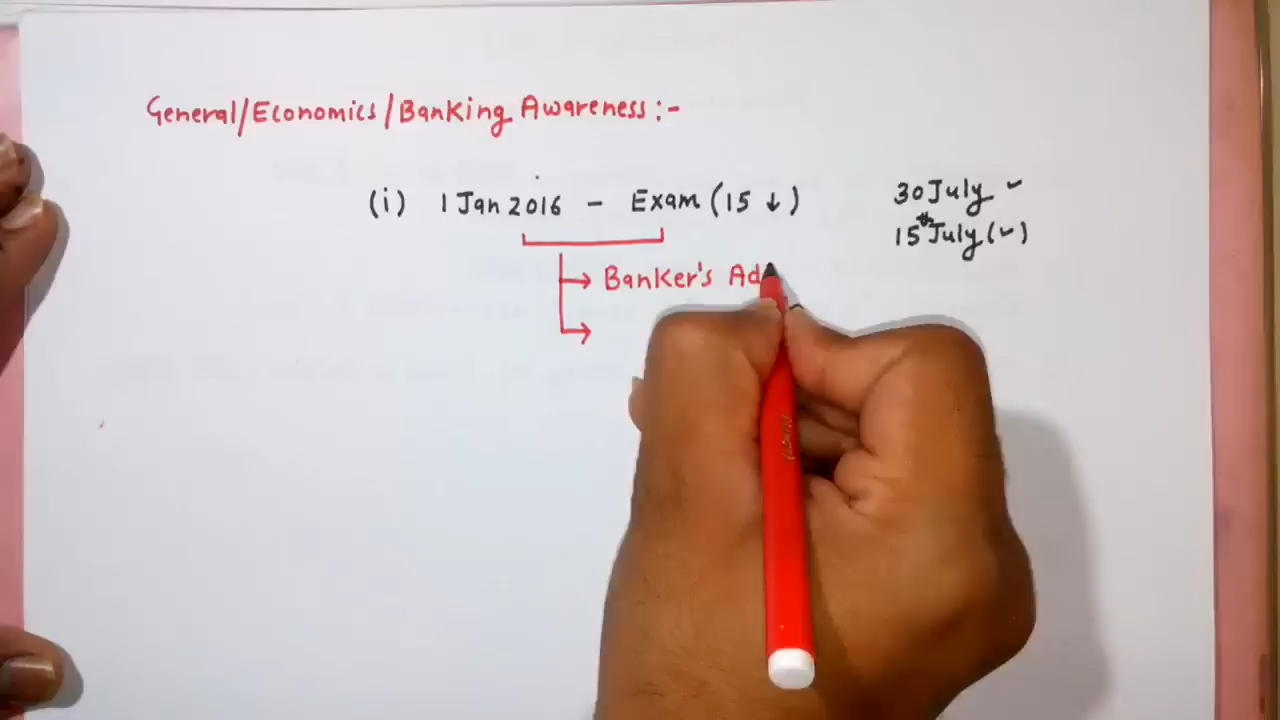 General/Economics/Banking Awareness:-
(i) 1 Jan 2016 - Exam (15 ↓)
30 July ✓
15th July (✓)
→ Banker's Ad
→